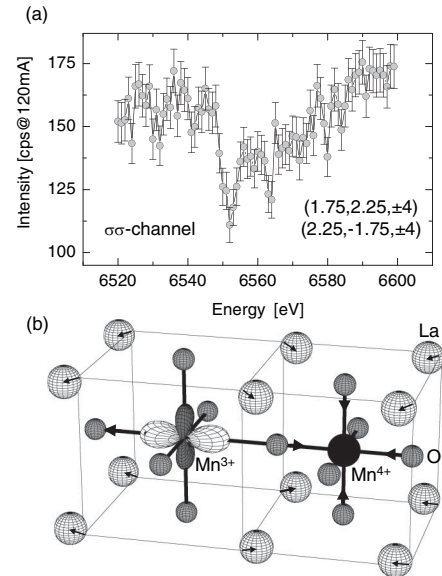 (a)
175
150
125
100
Intensity [cps@120mA]
σσ-channel
(1.75,2.25,±4)
(2.25,-1.75,±4)
6520 6540 6560 6580 6600
Energy [eV]
(b)
La
O
Mn³⁺
Mn⁴⁺